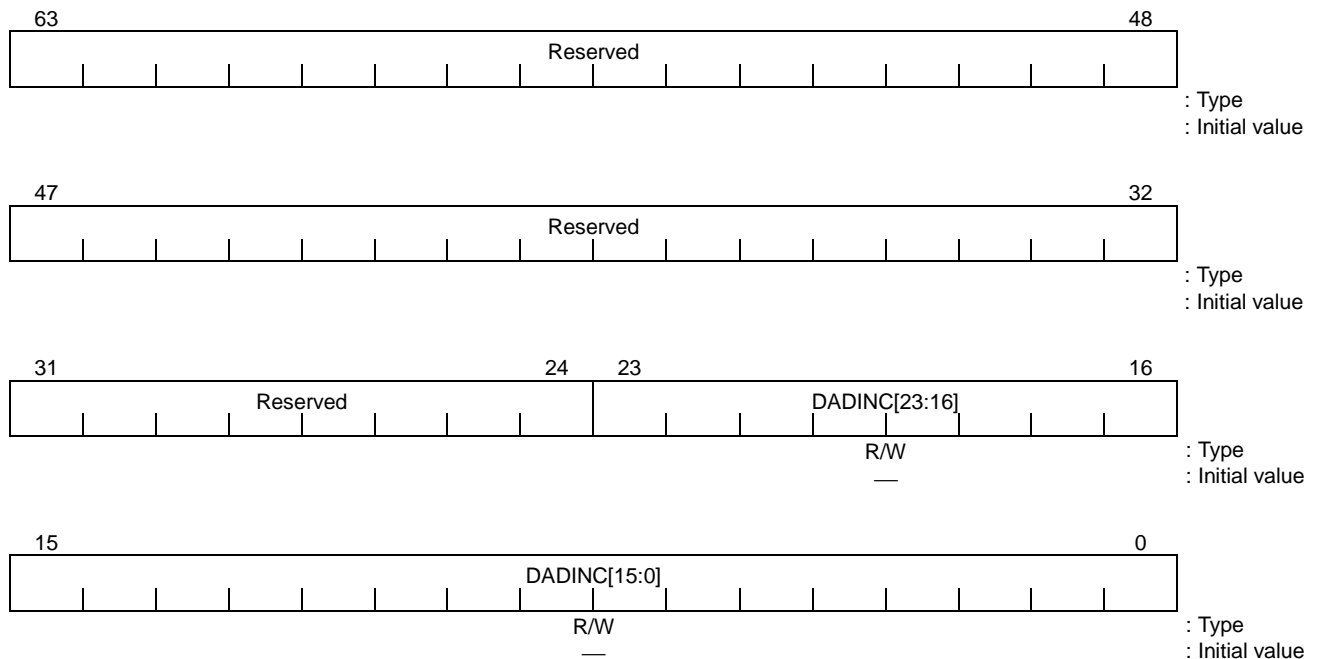 63 48
Reserved
: Type
: Initial value
47 32
Reserved
: Type
: Initial value
31 24 23 16
Reserved DADINC[23:16]
R/W : Type
— : Initial value
15 0
DADINC[15:0]
R/W : Type
— : Initial value